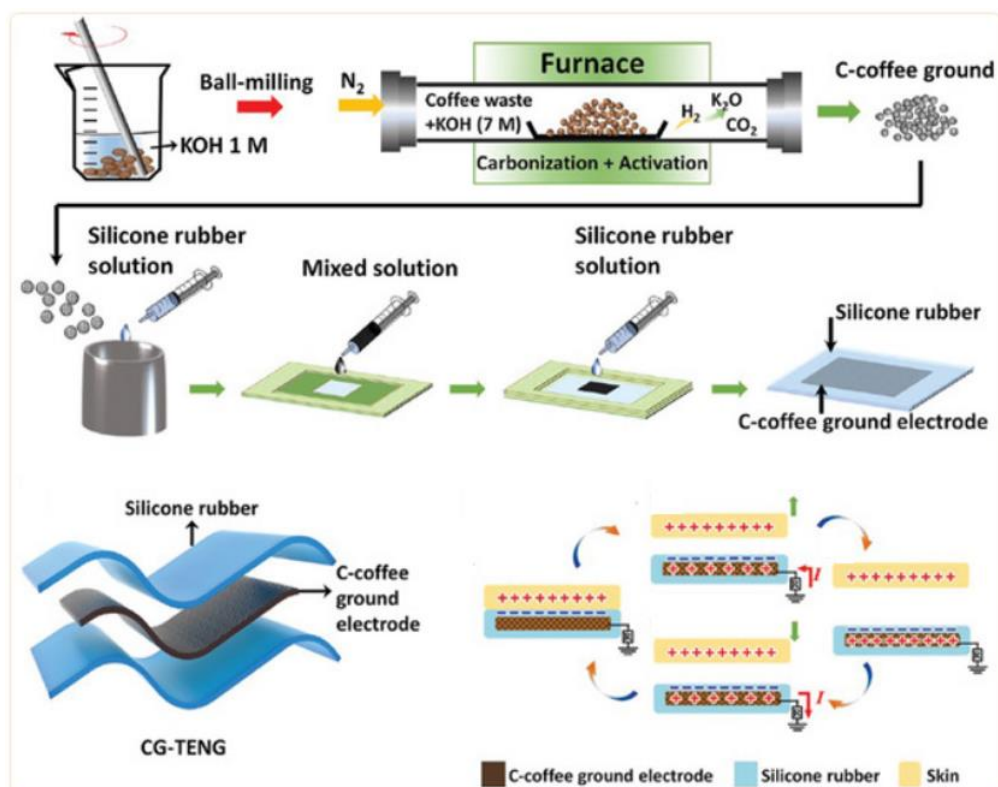 Ball-milling
KOH 1 M
N2
Furnace
Coffee waste
+KOH (7 M)
H2
K2O
CO2
Carbonization + Activation
C-coffee ground
Silicone rubber
solution
Mixed solution
Silicone rubber
solution
Silicone rubber
C-coffee ground electrode
Silicone rubber
C-coffee
ground
electrode
CG-TENG
+++++++++
I
+++++++++
+++++++++
+++++++++
I
C-coffee ground electrode
Silicone rubber
Skin